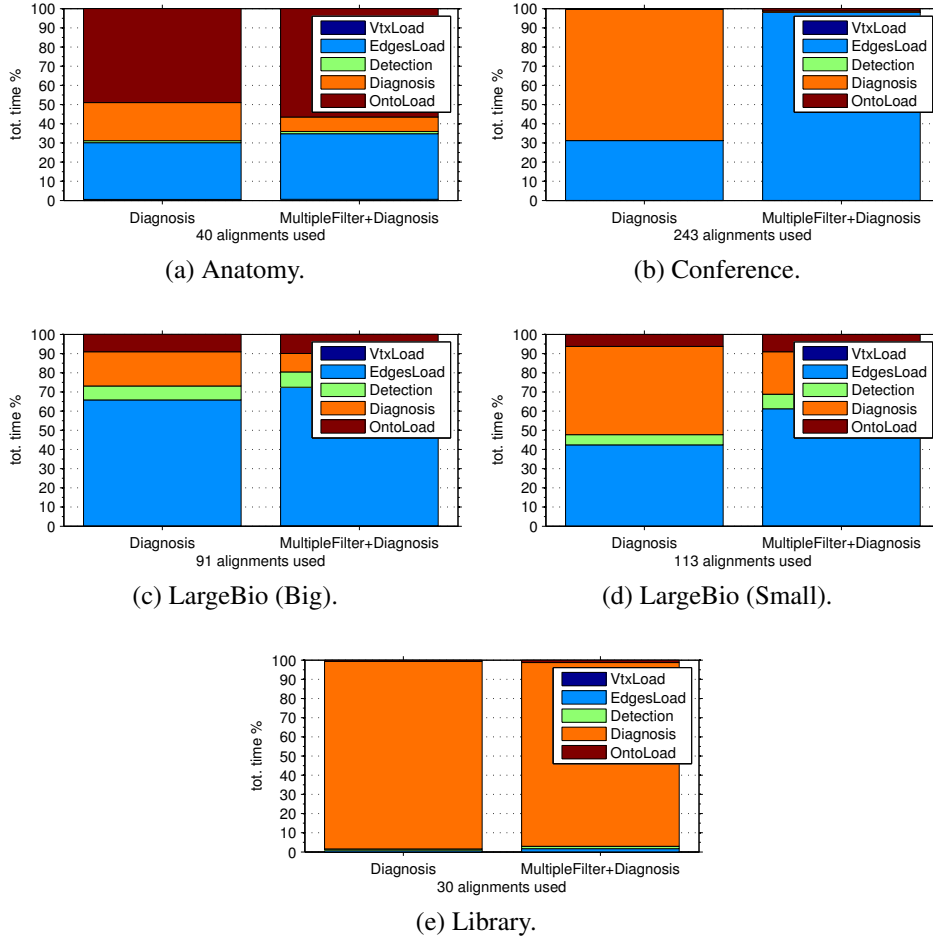 tot. time %
100
90
80
70
60
50
40
30
20
10
0
VtxLoad
EdgesLoad
Detection
Diagnosis
OntoLoad
Diagnosis
MultipleFilter+Diagnosis
40 alignments used
(a) Anatomy.
tot. time %
100
90
80
70
60
50
40
30
20
10
0
VtxLoad
EdgesLoad
Detection
Diagnosis
OntoLoad
Diagnosis
MultipleFilter+Diagnosis
243 alignments used
(b) Conference.
tot. time %
100
90
80
70
60
50
40
30
20
10
0
VtxLoad
EdgesLoad
Detection
Diagnosis
OntoLoad
Diagnosis
MultipleFilter+Diagnosis
91 alignments used
(c) LargeBio (Big).
tot. time %
100
90
80
70
60
50
40
30
20
10
0
VtxLoad
EdgesLoad
Detection
Diagnosis
OntoLoad
Diagnosis
MultipleFilter+Diagnosis
113 alignments used
(d) LargeBio (Small).
tot. time %
100
90
80
70
60
50
40
30
20
10
0
VtxLoad
EdgesLoad
Detection
Diagnosis
OntoLoad
Diagnosis
MultipleFilter+Diagnosis
30 alignments used
(e) Library.